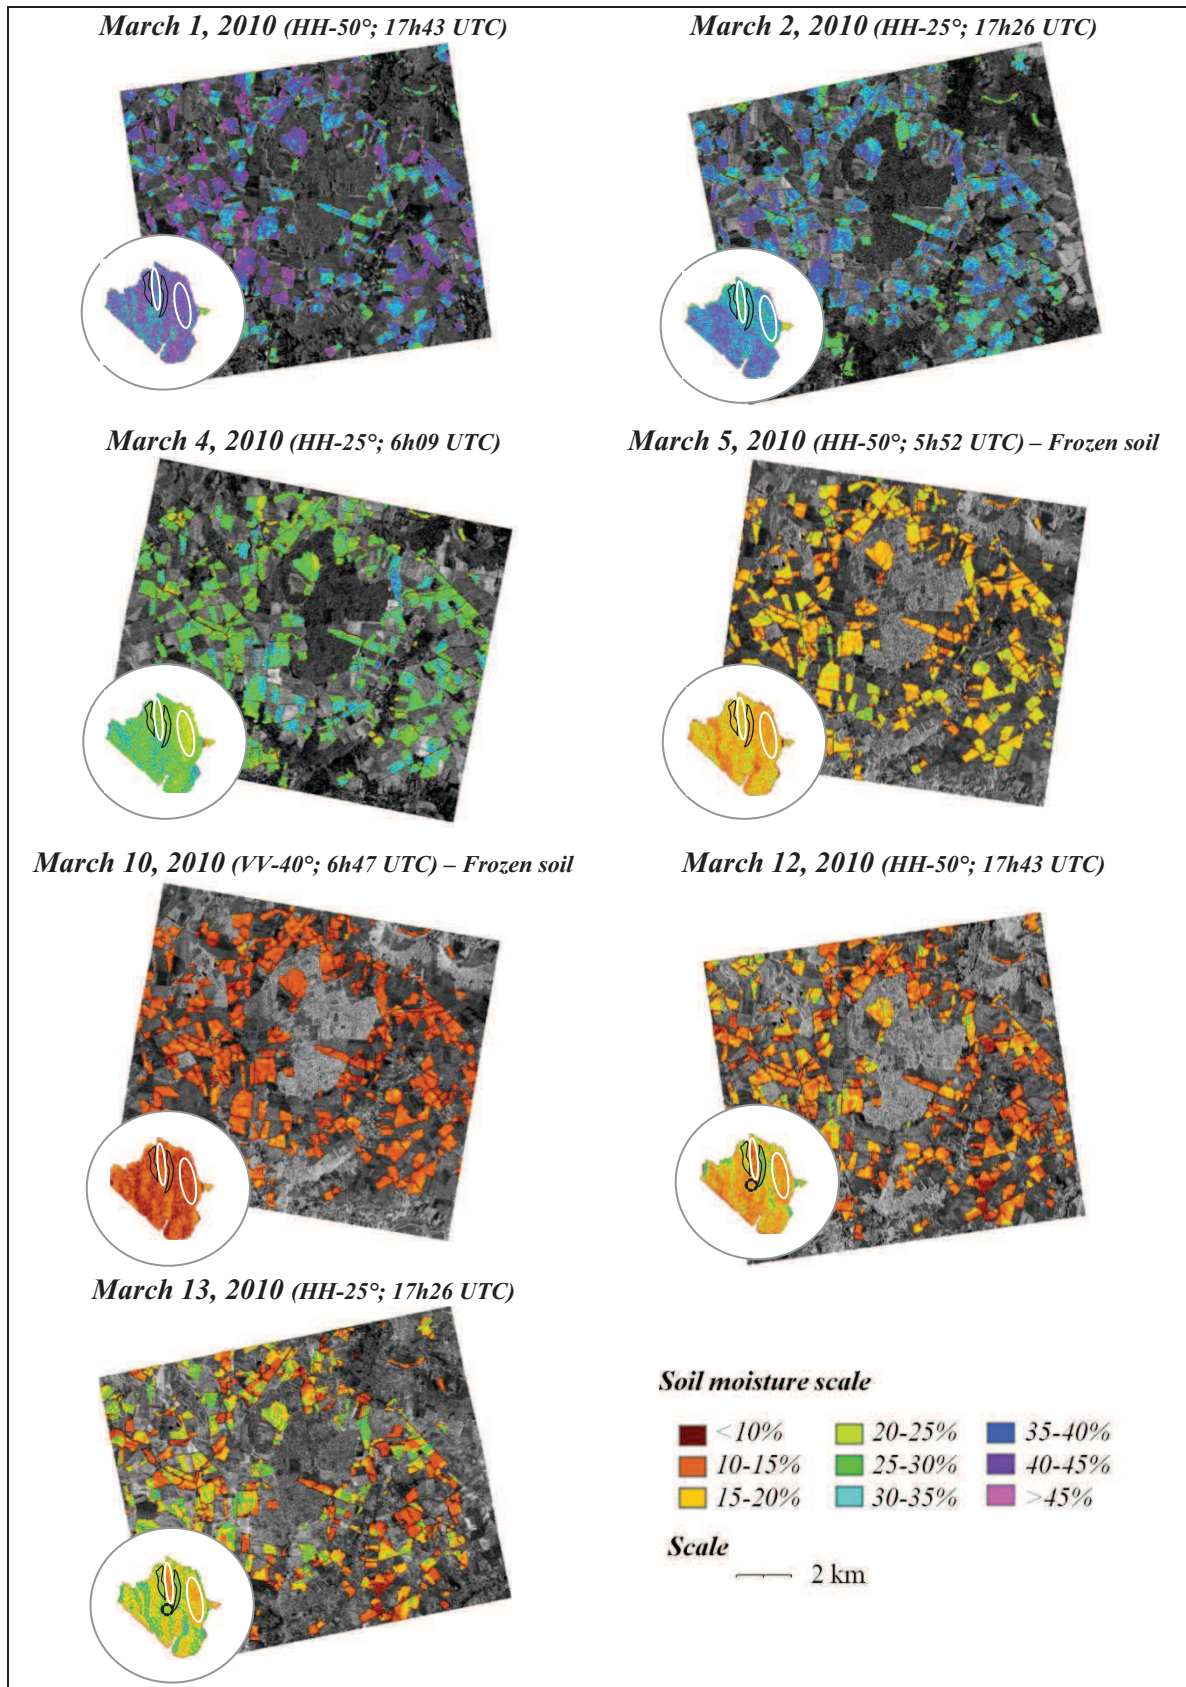 March 1, 2010 (HH-50°; 17h43 UTC)
March 2, 2010 (HH-25°; 17h26 UTC)
March 4, 2010 (HH-25°; 6h09 UTC)
March 5, 2010 (HH-50°; 5h52 UTC) – Frozen soil
March 10, 2010 (VV-40°; 6h47 UTC) – Frozen soil
March 12, 2010 (HH-50°; 17h43 UTC)
March 13, 2010 (HH-25°; 17h26 UTC)
Soil moisture scale
<10% 20-25% 35-40%
10-15% 25-30% 40-45%
15-20% 30-35% >45%
Scale
2 km